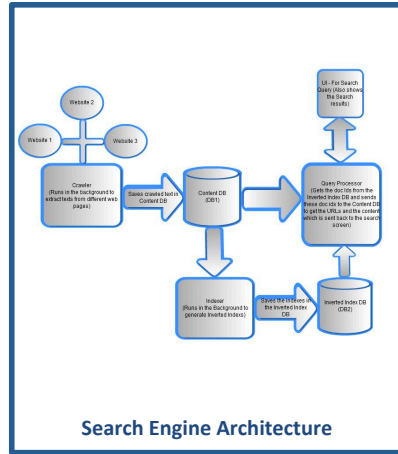 Website 2
Website 1
Website 3
UI - For Search
Query (Also shows
the Search
results)
Crawler
(Runs in the background to
extract texts from different web
pages)
Saves crawled text in
Content DB
Content DB
(DB1)
Query Processor
(Gets the doc Ids from the
Inverted Index DB and sends
these doc ids to the Content DB
to get the URLs and the content
which is sent back to the search
screen)
Indexer
(Runs in the Background to
generate Inverted Indexs)
Saves the Indexes in
the Inverted Index
DB
Inverted Index DB
(DB2)
Search Engine Architecture